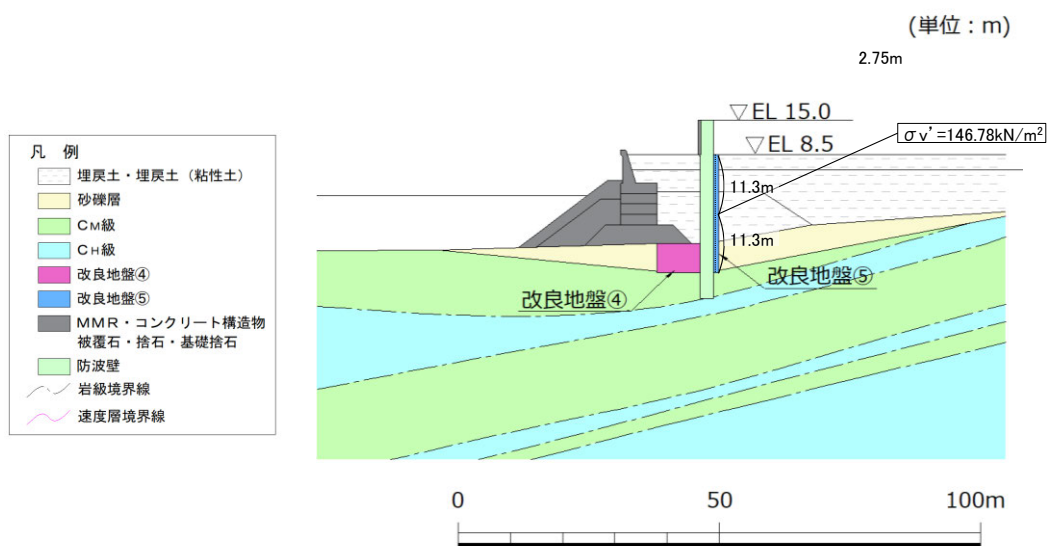 (単位：m)
2.75m
▽EL 15.0
σv'=146.78kN/m²
▽EL 8.5
11.3m
11.3m
改良地盤⑤
改良地盤④
凡 例
埋戻土・埋戻土（粘性土）
砂礫層
CM級
CH級
改良地盤④
改良地盤⑤
MMR・コンクリート構造物
被覆石・捨石・基礎捨石
防波壁
岩級境界線
速度層境界線
0 50 100m